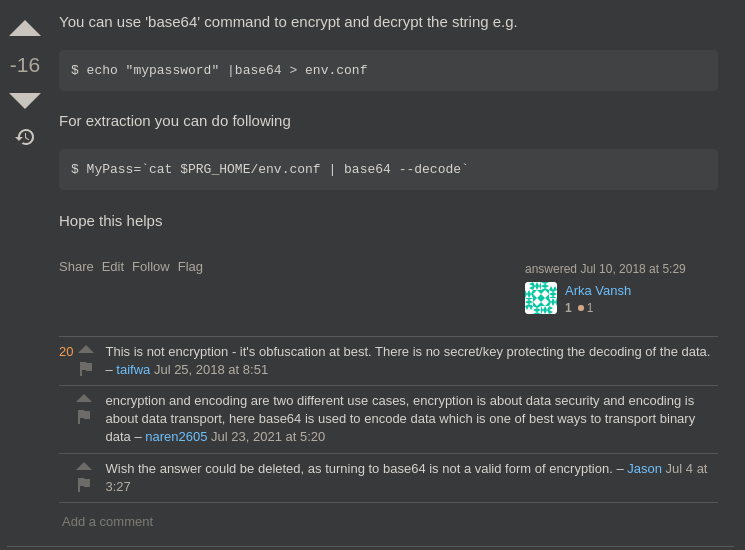 You can use 'base64' command to encrypt and decrypt the string e.g.
-16
$ echo "mypassword" |base64 > env.conf
For extraction you can do following
$ MyPass=`cat $PRG_HOME/env.conf | base64 --decode`
Hope this helps
Share Edit Follow Flag
answered Jul 10, 2018 at 5:29
Arka Vansh
1 ●1
20 This is not encryption - it's obfuscation at best. There is no secret/key protecting the decoding of the data.
– taifwa Jul 25, 2018 at 8:51
encryption and encoding are two different use cases, encryption is about data security and encoding is
about data transport, here base64 is used to encode data which is one of best ways to transport binary
data – naren2605 Jul 23, 2021 at 5:20
Wish the answer could be deleted, as turning to base64 is not a valid form of encryption. – Jason Jul 4 at
3:27
Add a comment